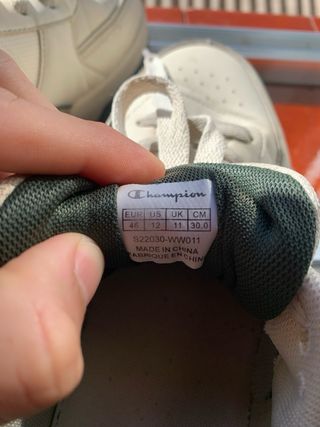 Champion
EUR US UK CM
46 12 11 30.0
S22030-WW011
MADE IN CHINA
FABRIQUE EN CHINE